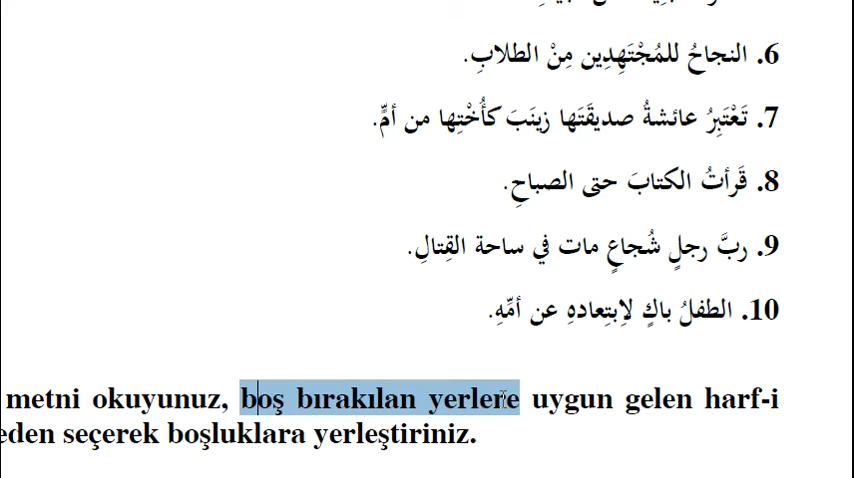 6. النجاحُ للمُجْتَهِدِين مِنْ الطلابِ.
7. تَعْتَبِرُ عائشةُ صديقَتَها زينَبَ كأُخْتِها من أمٍّ.
8. قَرأتُ الكتابَ حتى الصباحِ.
9. ربَّ رجلٍ شُجاعٍ مات في ساحة القِتالِ.
10. الطفلُ باكٍ لاِبتِعادهِ عن أمِّهِ.
metni okuyunuz, boş bırakılan yerlere uygun gelen harf-i
eden seçerek boşluklara yerleştiriniz.